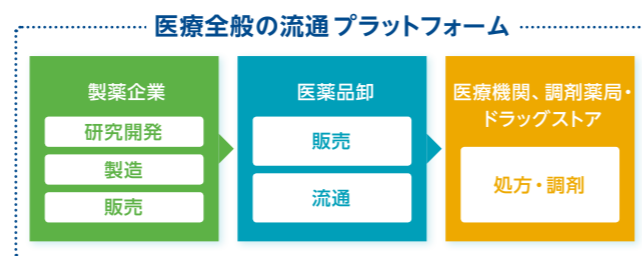 医療全般の流通プラットフォーム
製薬企業
研究開発
製造
販売
医薬品卸
販売
流通
医療機関、調剤薬局・
ドラッグストア
処方・調剤